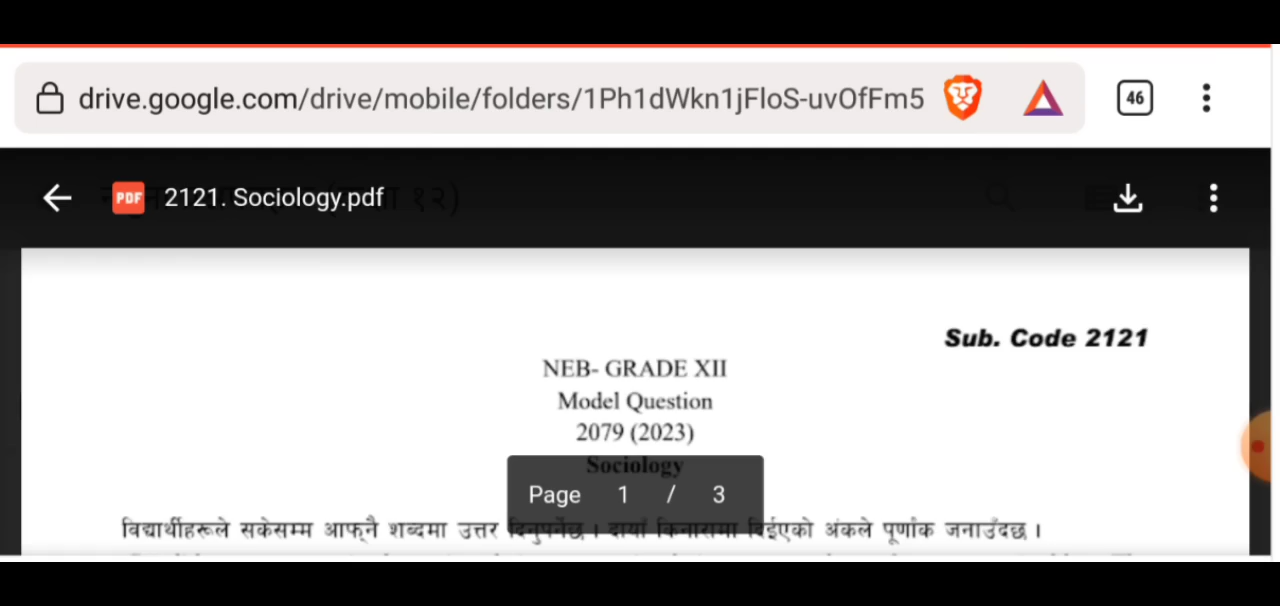 drive.google.com/drive/mobile/folders/1Ph1dWkn1jFloS-uvOfFm5
46
PDF 2121. Sociology.pdf
Sub. Code 2121
NEB- GRADE XII
Model Question
2079 (2023)
Sociology
Page 1 / 3
विद्यार्थीहरूले सकेसम्म आफ्नै शब्दमा उत्तर दिनुपर्नेछ । दायाँ किनारामा दिईएको अंकले पूर्णांक जनाउंदछ ।